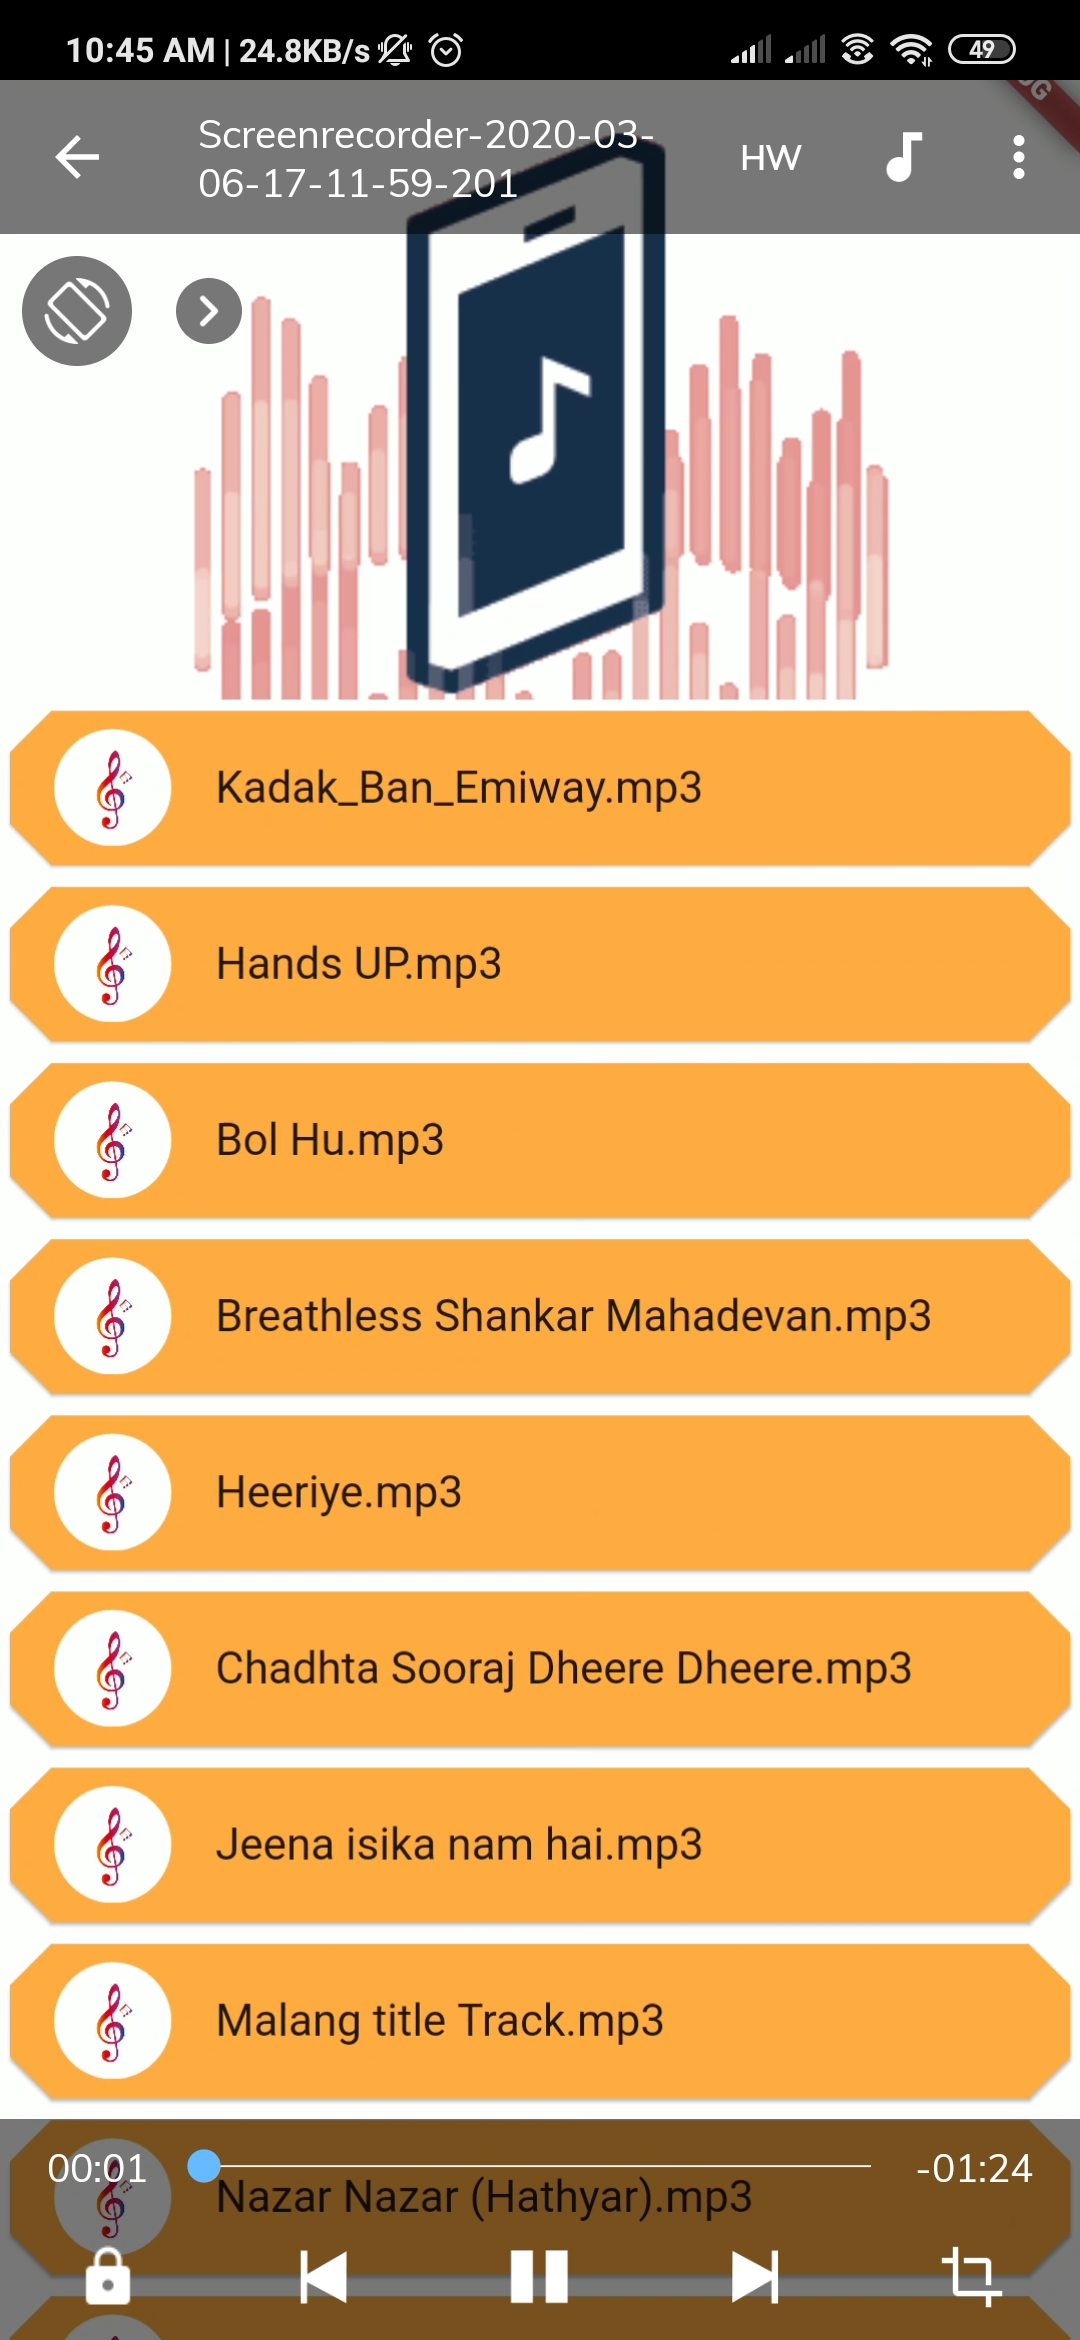 10:45 AM | 24.8KB/s
49
Screenrecorder-2020-03-
06-17-11-59-201
HW
Kadak_Ban_Emiway.mp3
Hands UP.mp3
Bol Hu.mp3
Breathless Shankar Mahadevan.mp3
Heeriye.mp3
Chadhta Sooraj Dheere Dheere.mp3
Jeena isika nam hai.mp3
Malang title Track.mp3
00:01
-01:24
Nazar Nazar (Hathyar).mp3